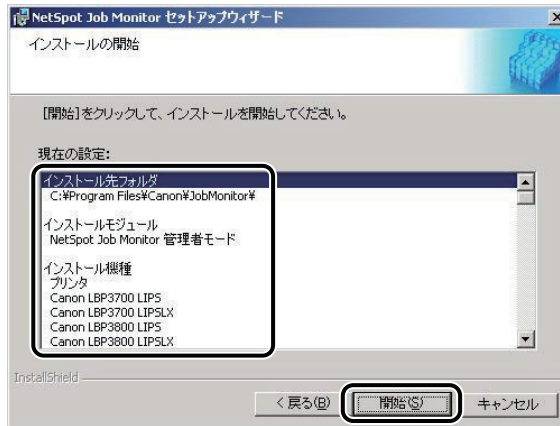 NetSpot Job Monitor セットアップウィザード
インストールの開始
[開始]をクリックして、インストールを開始してください。
現在の設定:
インストール先フォルダ
C:¥Program Files¥Canon¥JobMonitor¥
インストールモジュール
NetSpot Job Monitor 管理者モード
インストール機種
プリンタ
Canon LBP3700 LIPS
Canon LBP3700 LIPSLX
Canon LBP3800 LIPS
Canon LBP3800 LIPSLX
InstallShield
< 戻る(B) 開始(S) キャンセル